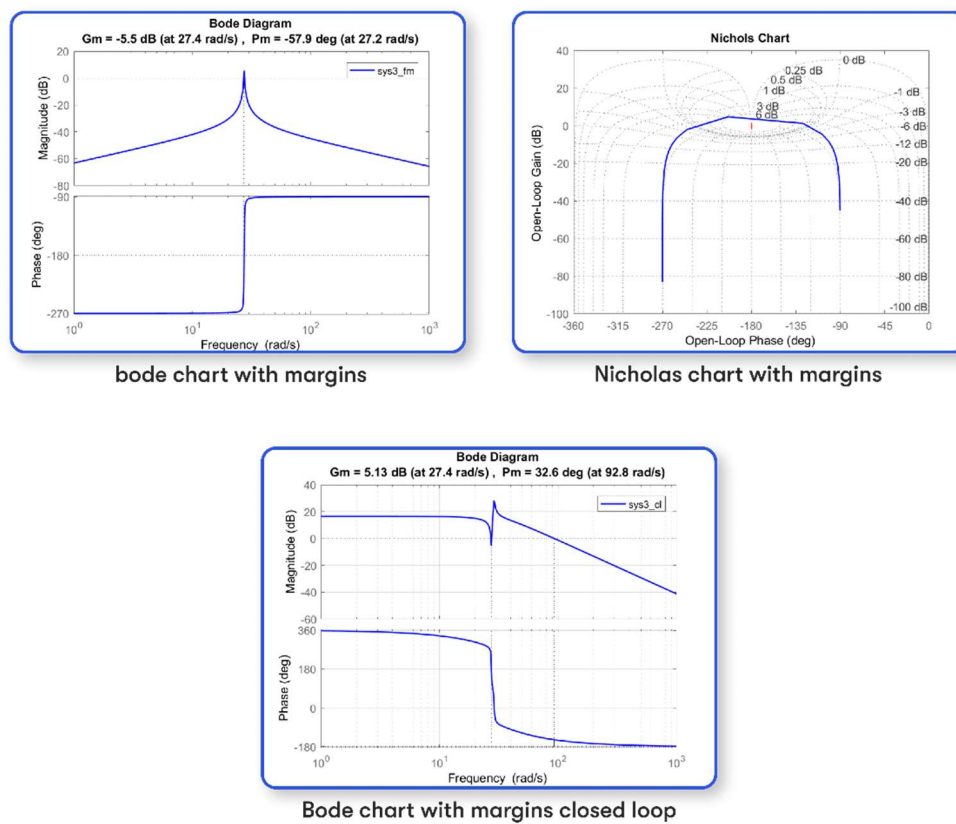 Bode Diagram
Gm = -5.5 dB (at 27.4 rad/s) , Pm = -57.9 deg (at 27.2 rad/s)
20
0
-20
-40
-60
-80
Magnitude (dB)
sys3_fm
-90
-180
-270
Phase (deg)
10^0
10^1
10^2
10^3
Frequency (rad/s)
bode chart with margins
Nichols Chart
40
20
0
-20
-40
-60
-80
-100
Open-Loop Gain (dB)
0 dB
0.25 dB
0.5 dB
1 dB
3 dB
6 dB
-1 dB
-3 dB
-6 dB
-12 dB
-20 dB
-40 dB
-60 dB
-80 dB
-100 dB
-360
-315
-270
-225
-180
-135
-90
-45
0
Open-Loop Phase (deg)
Nicholas chart with margins
Bode Diagram
Gm = 5.13 dB (at 27.4 rad/s) , Pm = 32.6 deg (at 92.8 rad/s)
40
20
0
-20
-40
-60
Magnitude (dB)
sys3_cl
360
180
0
-180
Phase (deg)
10^0
10^1
10^2
10^3
Frequency (rad/s)
Bode chart with margins closed loop